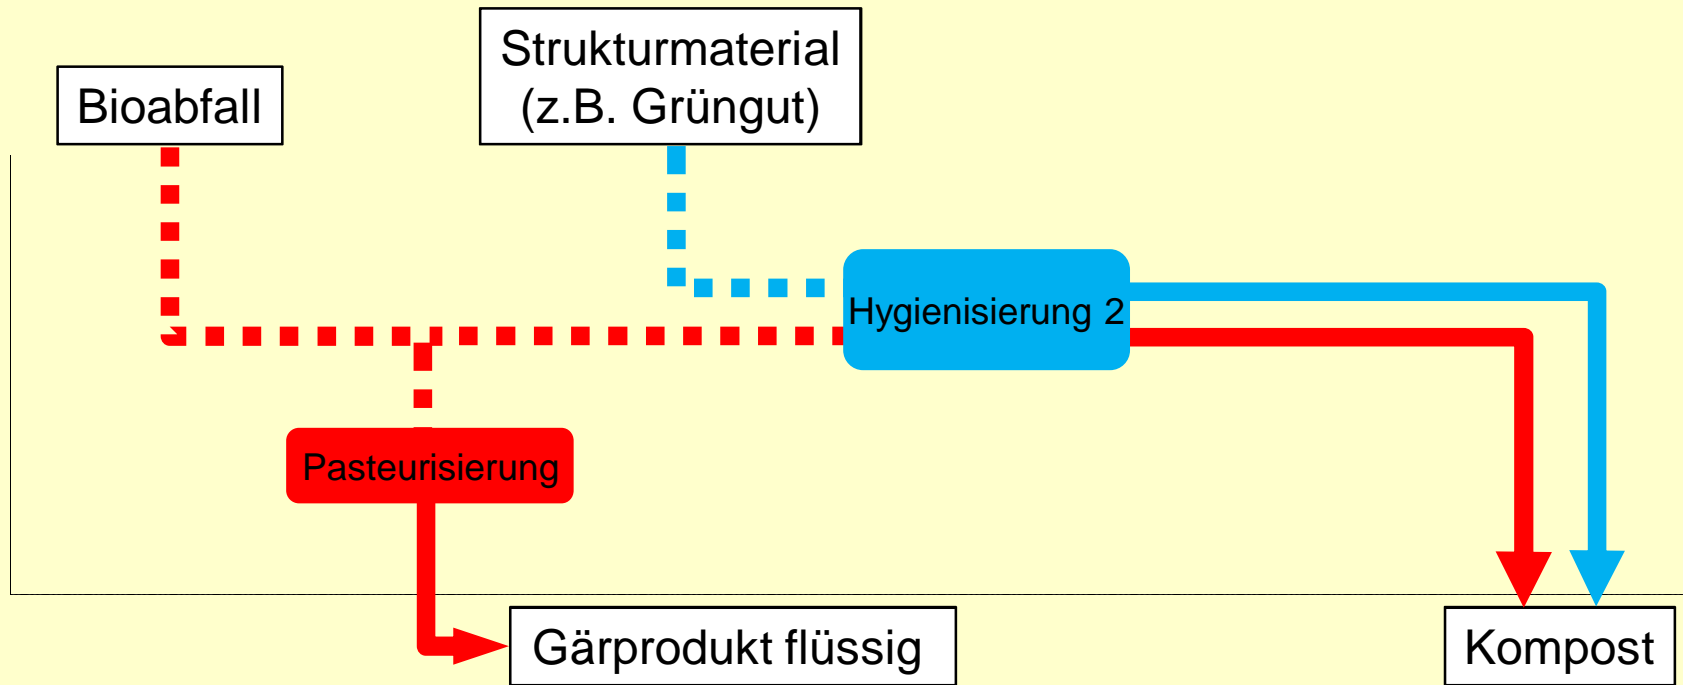 Strukturmaterial
(z.B. Grüngut)
Bioabfall
Hygienisierung 2
Pasteurisierung
Gärprodukt flüssig
Kompost